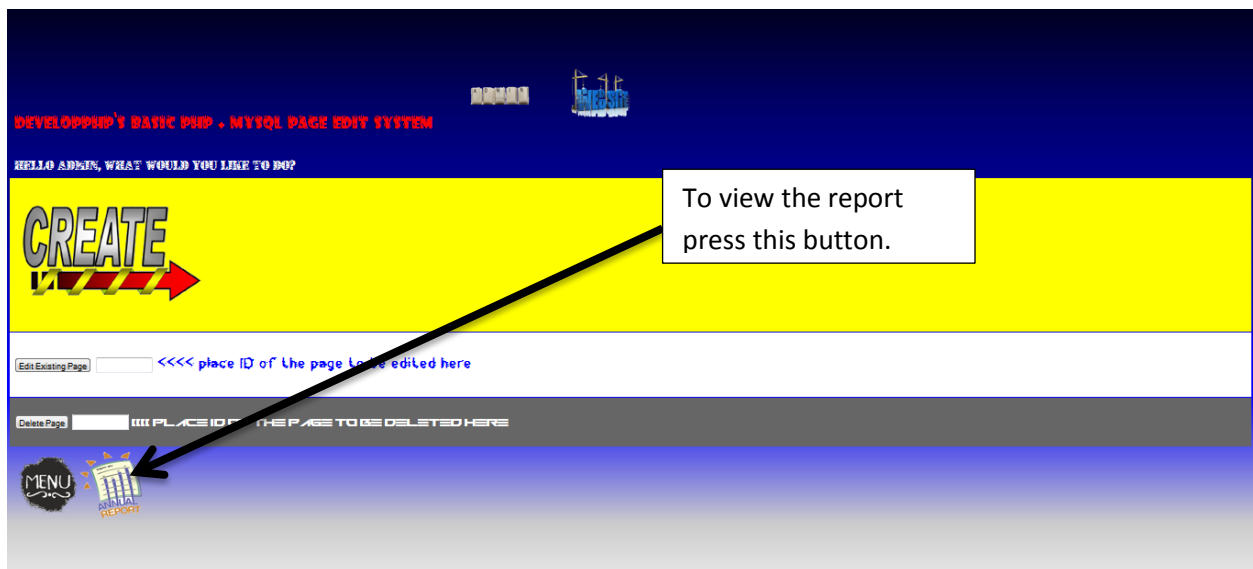 DEVELOPPHP'S BASIC PHP + MYSQL PAGE EDIT SYSTEM
WEBSITE
HELLO ADMIN, WHAT WOULD YOU LIKE TO DO?
To view the report
press this button.
CREATE
Edit Existing Page <<<< place ID of the page to be edited here
Delete Page <<<< PLACE ID OF THE PAGE TO BE DELETED HERE
MENU
ANNUAL
REPORT